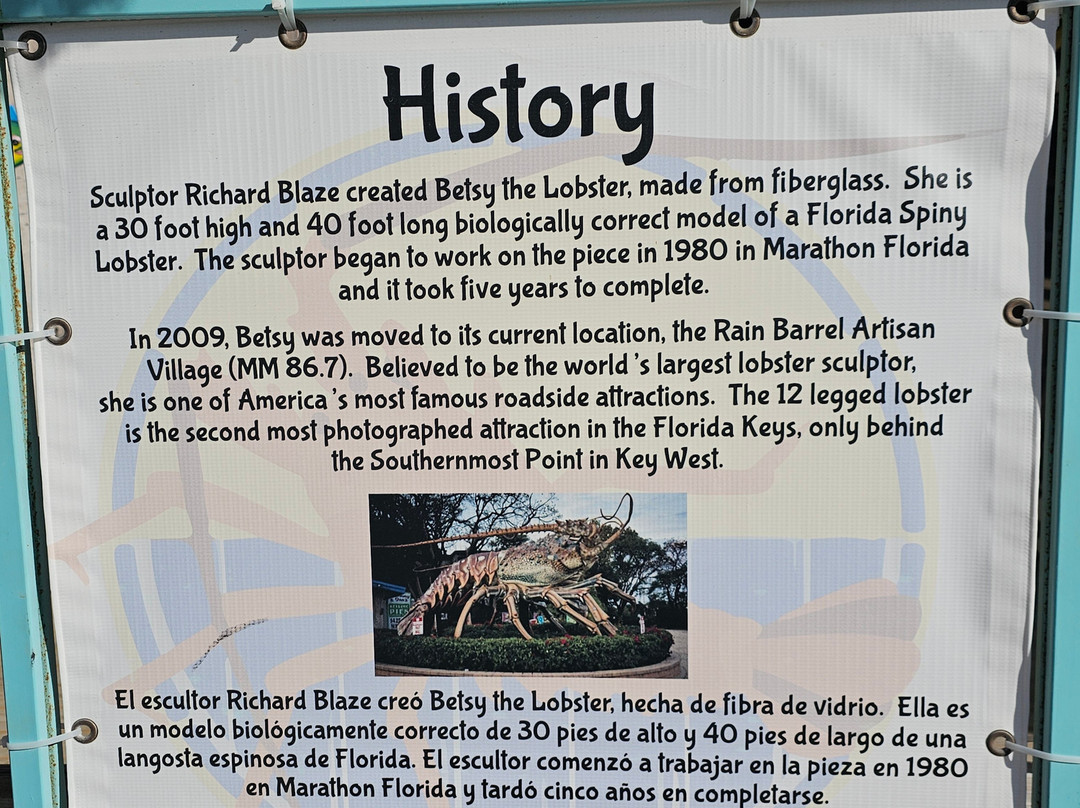 History
Sculptor Richard Blaze created Betsy the Lobster, made from fiberglass. She is
a 30 foot high and 40 foot long biologically correct model of a Florida Spiny
Lobster. The sculptor began to work on the piece in 1980 in Marathon Florida
and it took five years to complete.
In 2009, Betsy was moved to its current location, the Rain Barrel Artisan
Village (MM 86.7). Believed to be the world 's largest lobster sculptor,
she is one of America 's most famous roadside attractions. The 12 legged lobster
is the second most photographed attraction in the Florida Keys, only behind
the Southernmost Point in Key West.
El escultor Richard Blaze creó Betsy the Lobster, hecha de fibra de vidrio. Ella es
un modelo biológicamente correcto de 30 pies de alto y 40 pies de largo de una
langosta espinosa de Florida. El escultor comenzó a trabajar en la pieza en 1980
en Marathon Florida y tardó cinco años en completarse.